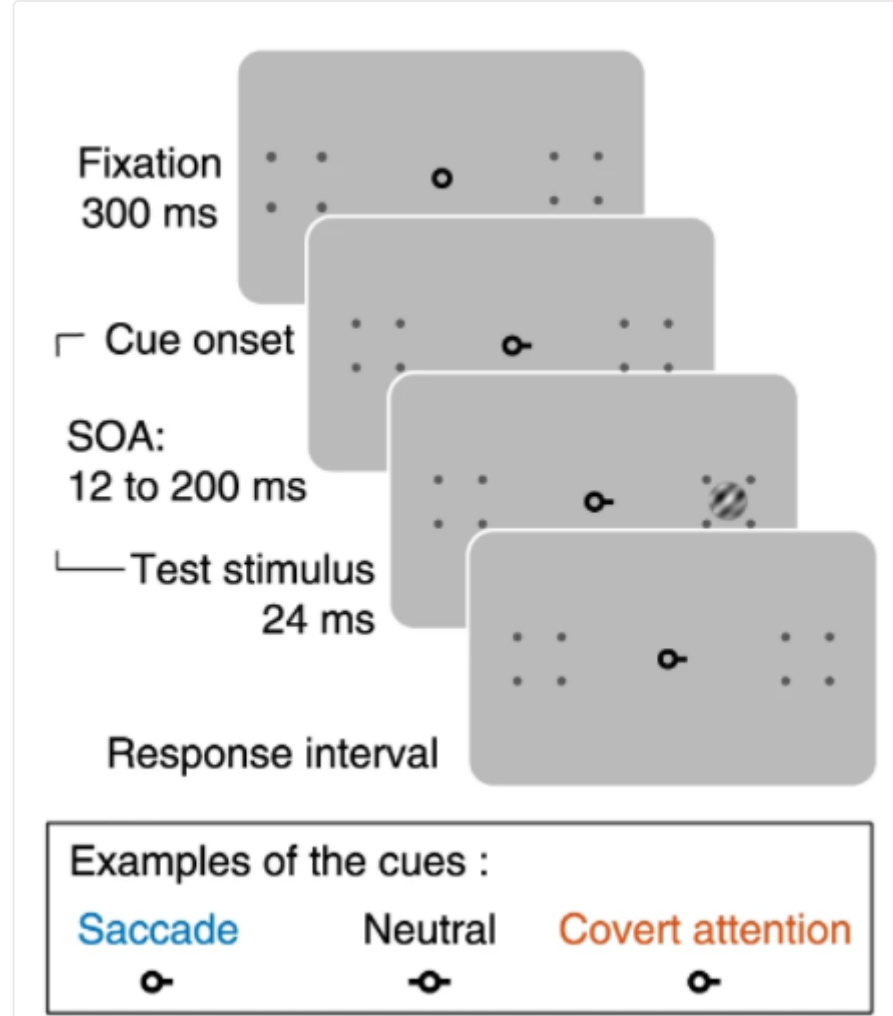 Fixation
300 ms
Cue onset
SOA:
12 to 200 ms
Test stimulus
24 ms
Response interval
Examples of the cues :
Saccade Neutral Covert attention